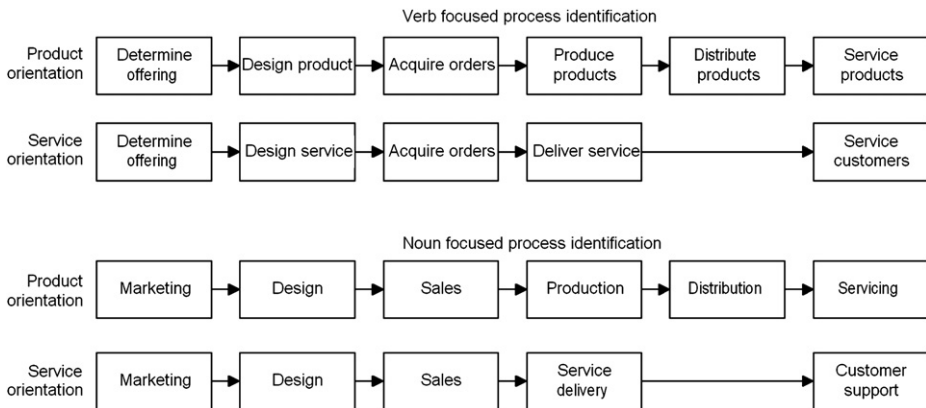 Verb focused process identification
Product
orientation
Determine
offering
Design product
Acquire orders
Produce
products
Distribute
products
Service
products
Service
orientation
Determine
offering
Design service
Acquire orders
Deliver service
Service
customers
Noun focused process identification
Product
orientation
Marketing
Design
Sales
Production
Distribution
Servicing
Service
orientation
Marketing
Design
Sales
Service
delivery
Customer
support